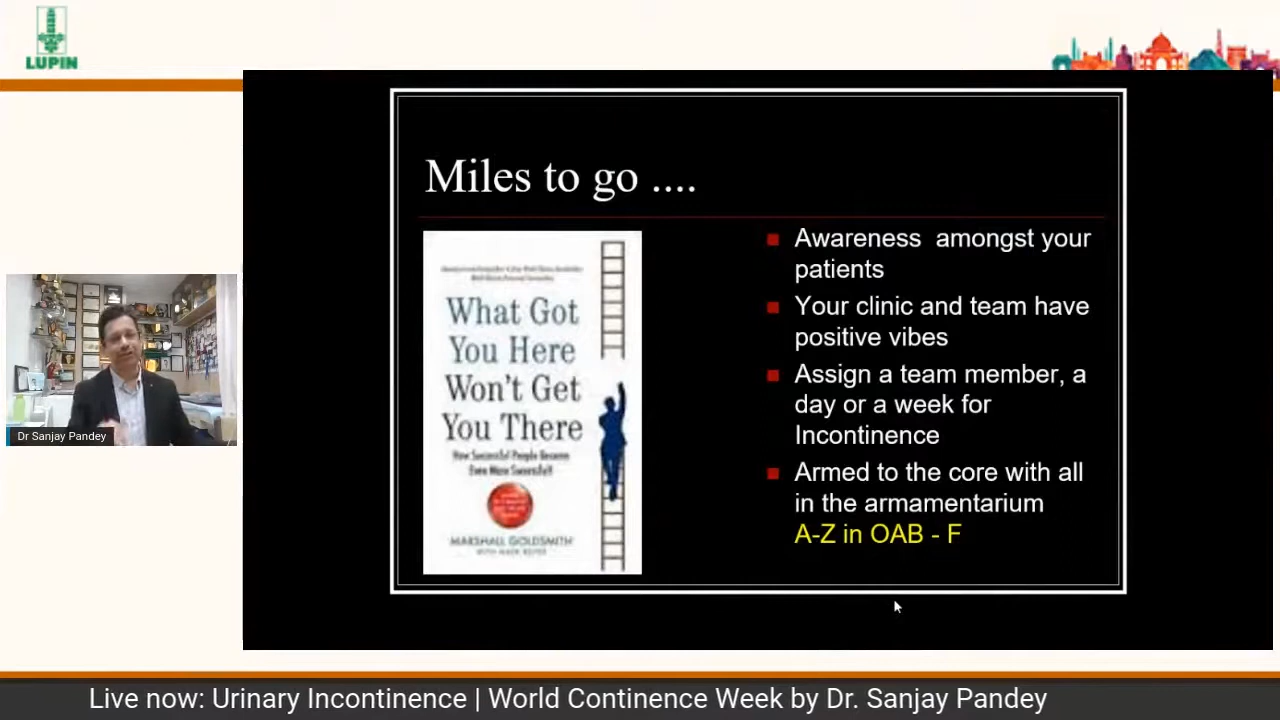 LUPIN
Miles to go ....
What Got
You Here
Won't Get
You There
How Successful People Become
Even More Successful!
MARSHALL GOLDSMITH
WITH MARK REITER
Awareness  amongst your
patients
Your clinic and team have
positive vibes
Assign a team member, a
day or a week for
Incontinence
Armed to the core with all
in the armamentarium
A-Z in OAB - F
Dr Sanjay Pandey
Live now: Urinary Incontinence | World Continence Week by Dr. Sanjay Pandey